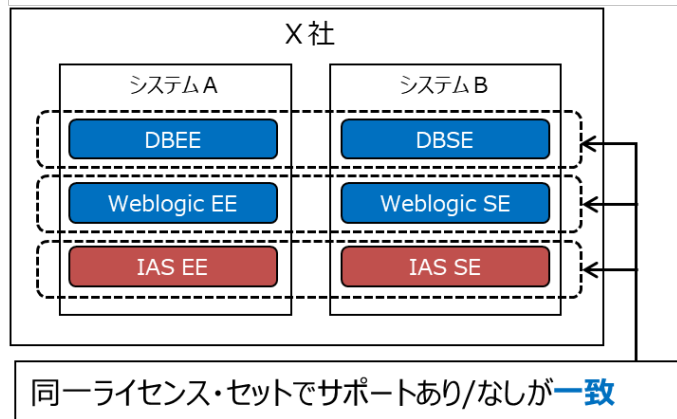 X社
システムA
システムB
DBEE
DBSE
Weblogic EE
Weblogic SE
IAS EE
IAS SE
同一ライセンス・セットでサポートあり/なしが一致